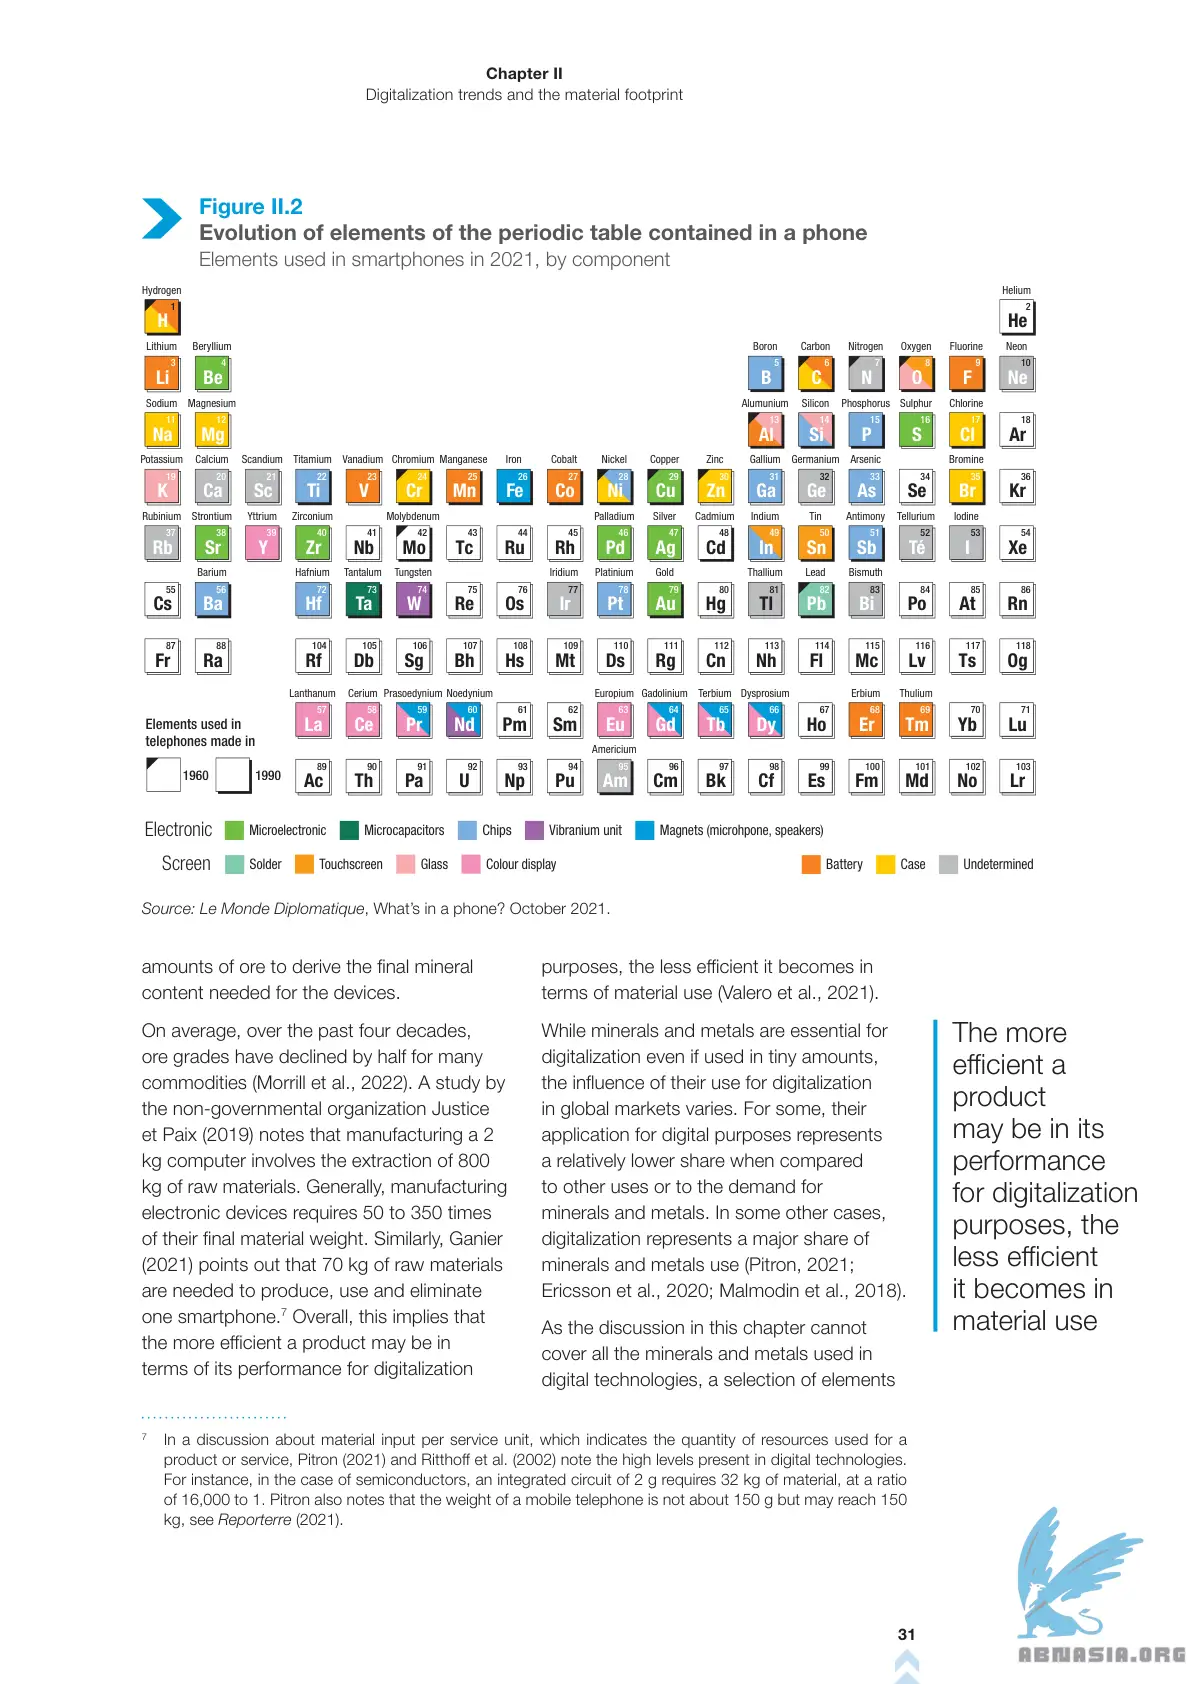 Chapter II
Digitalization trends and the material footprint
Figure II.2
Evolution of elements of the periodic table contained in a phone
Elements used in smartphones in 2021, by component
Hydrogen Helium
1 2
H He
Lithium Beryllium Boron Carbon Nitrogen Oxygen Fluorine Neon
3 4 5 6 7 8 9 10
Li Be B C N O F Ne
Sodium Magnesium Alumunium Silicon Phosphorus Sulphur Chlorine
11 12 13 14 15 16 17 18
Na Mg Al Si P S Cl Ar
Potassium Calcium Scandium Titamium Vanadium Chromium Manganese Iron Cobalt Nickel Copper Zinc Gallium Germanium Arsenic Bromine
19 20 21 22 23 24 25 26 27 28 29 30 31 32 33 34 35 36
K Ca Sc Ti V Cr Mn Fe Co Ni Cu Zn Ga Ge As Se Br Kr
Rubinium Strontium Yttrium Zirconium Molybdenum Palladium Silver Cadmium Indium Tin Antimony Tellurium Iodine
37 38 39 40 41 42 43 44 45 46 47 48 49 50 51 52 53 54
Rb Sr Y Zr Nb Mo Tc Ru Rh Pd Ag Cd In Sn Sb Té I Xe
Barium Hafnium Tantalum Tungsten Iridium Platinium Gold Thallium Lead Bismuth
55 56 72 73 74 75 76 77 78 79 80 81 82 83 84 85 86
Cs Ba Hf Ta W Re Os Ir Pt Au Hg Tl Pb Bi Po At Rn
87 88 104 105 106 107 108 109 110 111 112 113 114 115 116 117 118
Fr Ra Rf Db Sg Bh Hs Mt Ds Rg Cn Nh Fl Mc Lv Ts Og
Lanthanum Cerium Prasoedynium Noedynium Europium Gadolinium Terbium Dysprosium Erbium Thulium
57 58 59 60 61 62 63 64 65 66 67 68 69 70 71
La Ce Pr Nd Pm Sm Eu Gd Tb Dy Ho Er Tm Yb Lu
Americium
89 90 91 92 93 94 95 96 97 98 99 100 101 102 103
Ac Th Pa U Np Pu Am Cm Bk Cf Es Fm Md No Lr
Elements used in
telephones made in
1960 1990
Electronic Microelectronic Microcapacitors Chips Vibranium unit Magnets (microhpone, speakers)
Screen Solder Touchscreen Glass Colour display Battery Case Undetermined
Source: Le Monde Diplomatique, What's in a phone? October 2021.
amounts of ore to derive the final mineral
content needed for the devices.
On average, over the past four decades,
ore grades have declined by half for many
commodities (Morrill et al., 2022). A study by
the non-governmental organization Justice
et Paix (2019) notes that manufacturing a 2
kg computer involves the extraction of 800
kg of raw materials. Generally, manufacturing
electronic devices requires 50 to 350 times
of their final material weight. Similarly, Ganier
(2021) points out that 70 kg of raw materials
are needed to produce, use and eliminate
one smartphone.7 Overall, this implies that
the more efficient a product may be in
terms of its performance for digitalization
purposes, the less efficient it becomes in
terms of material use (Valero et al., 2021).
While minerals and metals are essential for
digitalization even if used in tiny amounts,
the influence of their use for digitalization
in global markets varies. For some, their
application for digital purposes represents
a relatively lower share when compared
to other uses or to the demand for
minerals and metals. In some other cases,
digitalization represents a major share of
minerals and metals use (Pitron, 2021;
Ericsson et al., 2020; Malmodin et al., 2018).
As the discussion in this chapter cannot
cover all the minerals and metals used in
digital technologies, a selection of elements
The more
efficient a
product
may be in its
performance
for digitalization
purposes, the
less efficient
it becomes in
material use
7 In a discussion about material input per service unit, which indicates the quantity of resources used for a
product or service, Pitron (2021) and Ritthoff et al. (2002) note the high levels present in digital technologies.
For instance, in the case of semiconductors, an integrated circuit of 2 g requires 32 kg of material, at a ratio
of 16,000 to 1. Pitron also notes that the weight of a mobile telephone is not about 150 g but may reach 150
kg, see Reporterre (2021).
31
ABNASIA.ORG